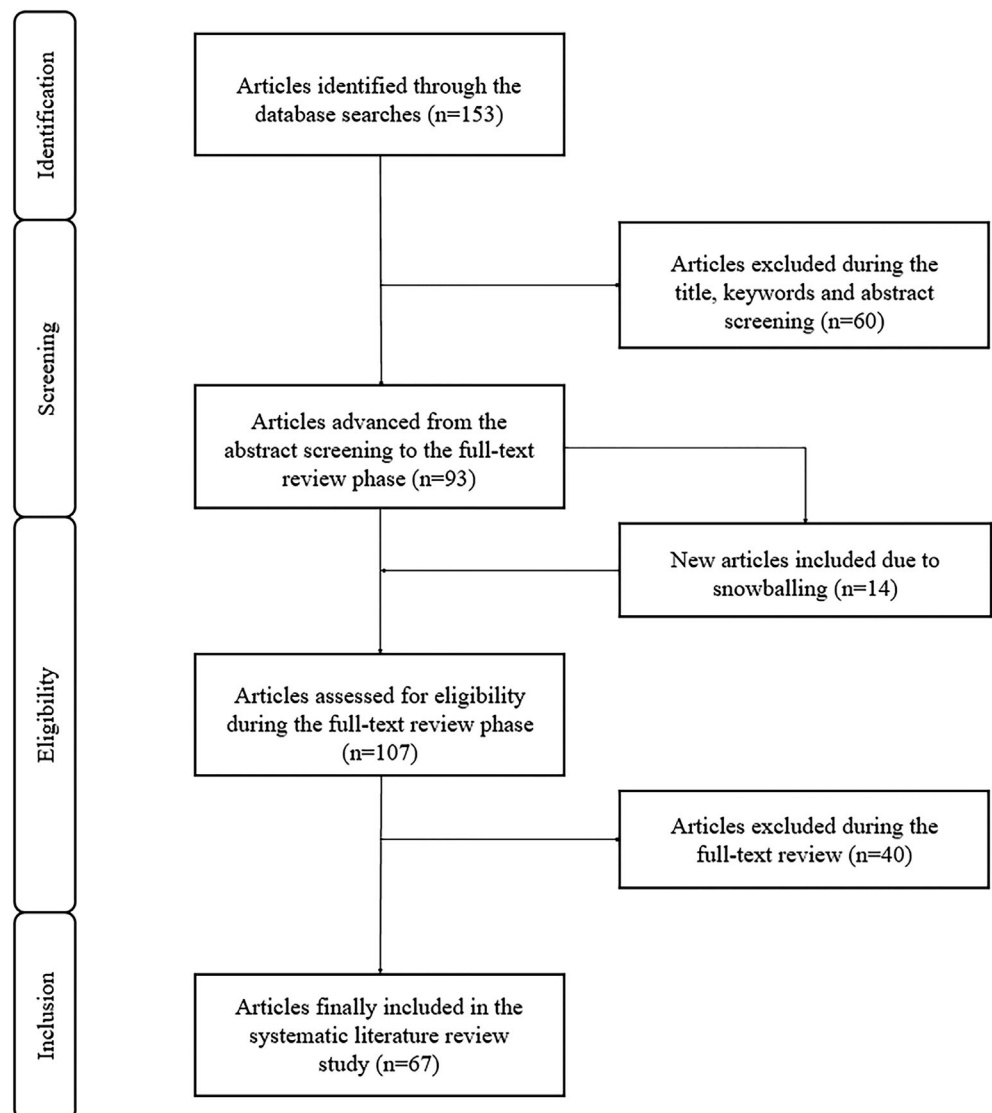 Identification
Articles identified through the
database searches (n=153)
Screening
Articles excluded during the
title, keywords and abstract
screening (n=60)
Articles advanced from the
abstract screening to the full-text
review phase (n=93)
Eligibility
New articles included due to
snowballing (n=14)
Articles assessed for eligibility
during the full-text review phase
(n=107)
Articles excluded during the
full-text review (n=40)
Inclusion
Articles finally included in the
systematic literature review
study (n=67)